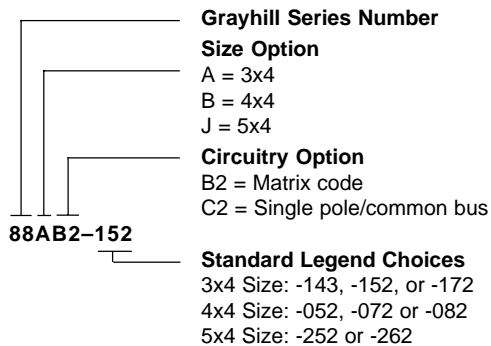 Grayhill Series Number
Size Option
A = 3x4
B = 4x4
J = 5x4
Circuitry Option
B2 = Matrix code
C2 = Single pole/common bus
88AB2–152
Standard Legend Choices
3x4 Size: -143, -152, or -172
4x4 Size: -052, -072 or -082
5x4 Size: -252 or -262